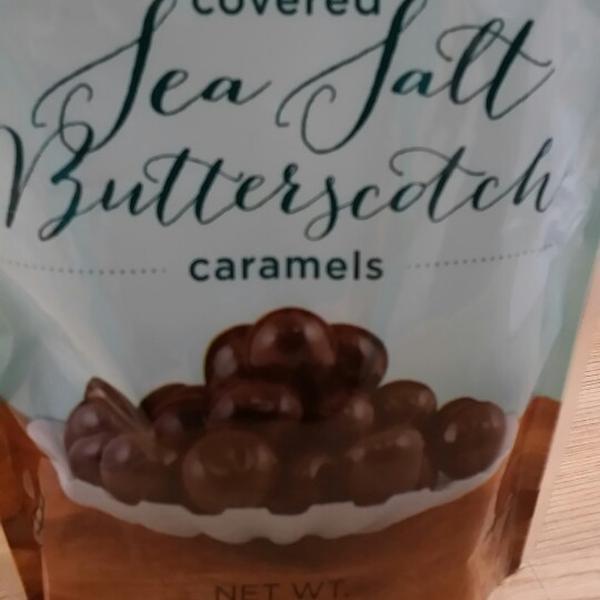 covered
Sea Salt
Butterscotch
caramels
NET WT.